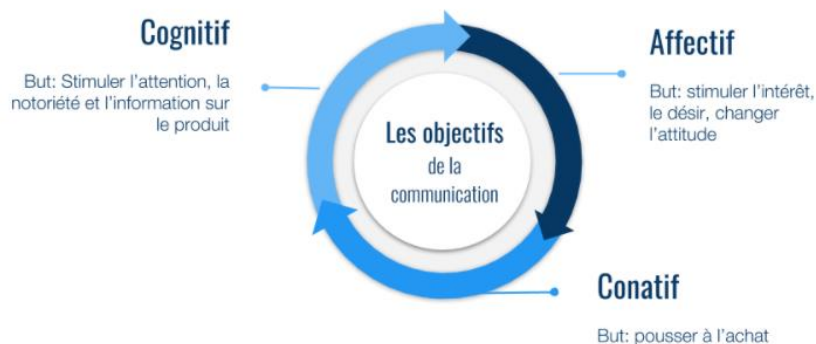 Cognitif
But: Stimuler l'attention, la
notoriété et l'information sur
le produit
Les objectifs
de la
communication
Affectif
But: stimuler l'intérêt,
le désir, changer
l'attitude
Conatif
But: pousser à l'achat